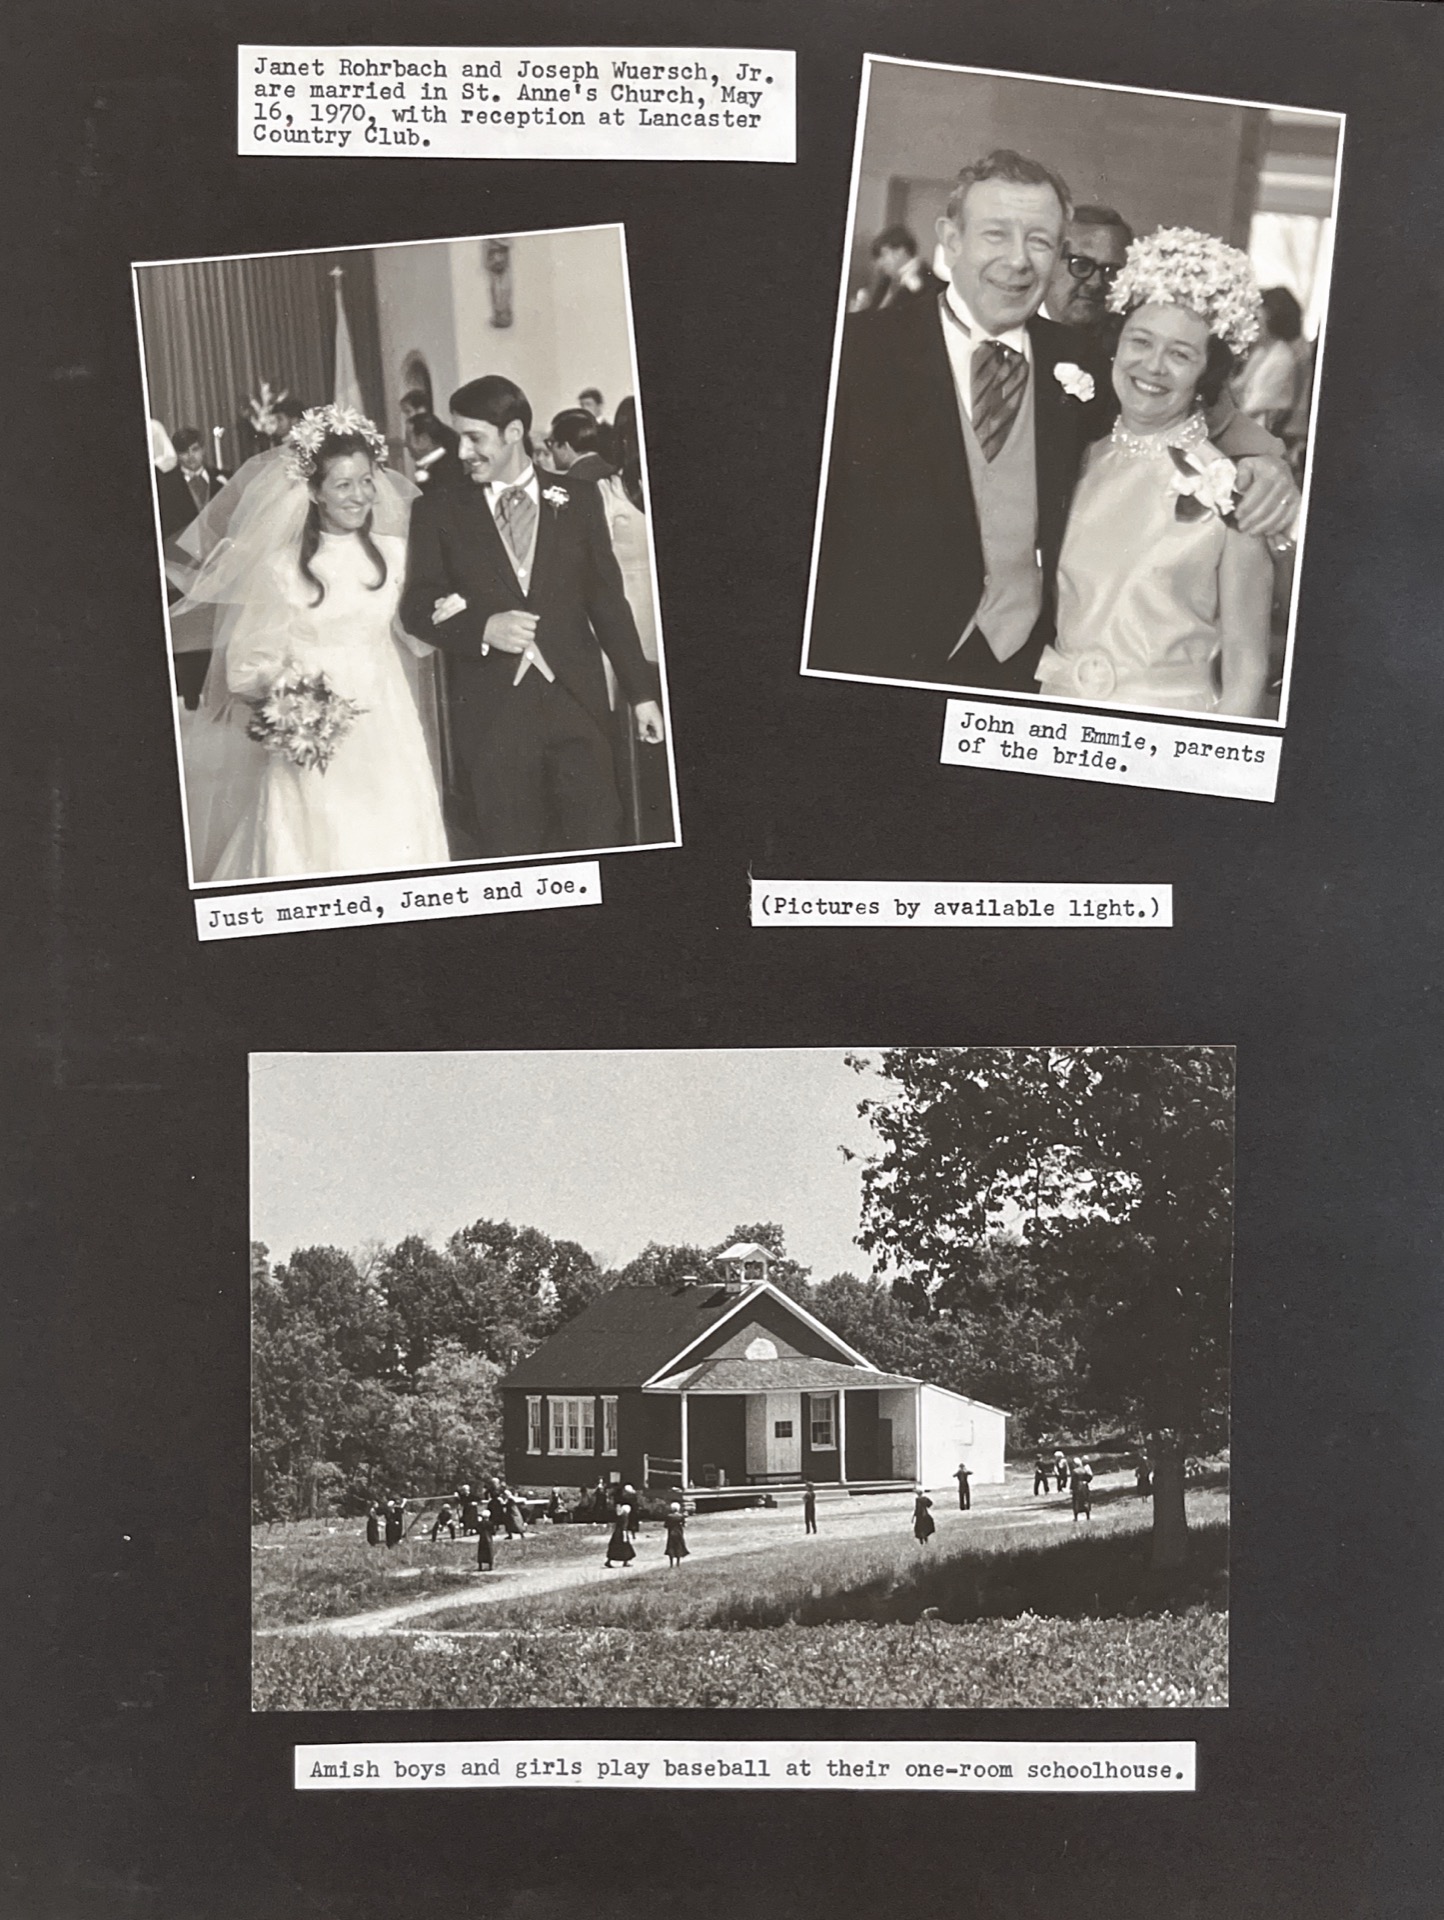 Janet Rohrbach and Joseph Wuersch, Jr.
are married in St. Anne's Church, May
16, 1970, with reception at Lancaster
Country Club.
John and Emmie, parents
of the bride.
Just married, Janet and Joe.
(Pictures by available light.)
Amish boys and girls play baseball at their one-room schoolhouse.